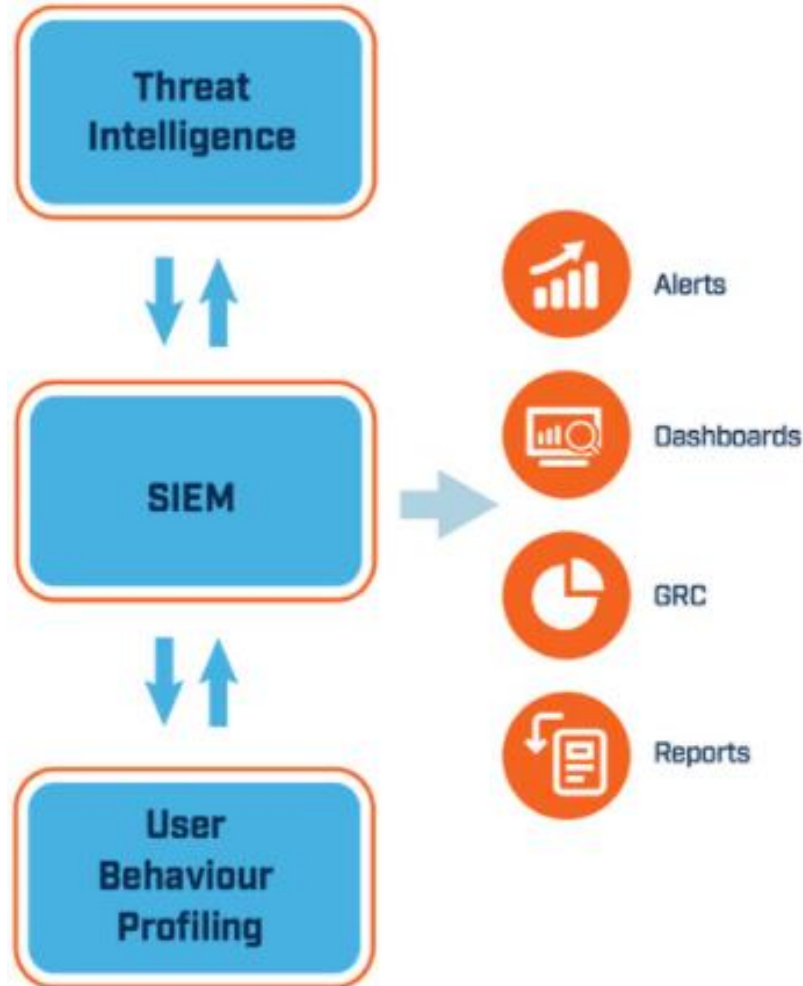 Threat
Intelligence
SIEM
User
Behaviour
Profiling
Alerts
Dashboards
GRC
Reports